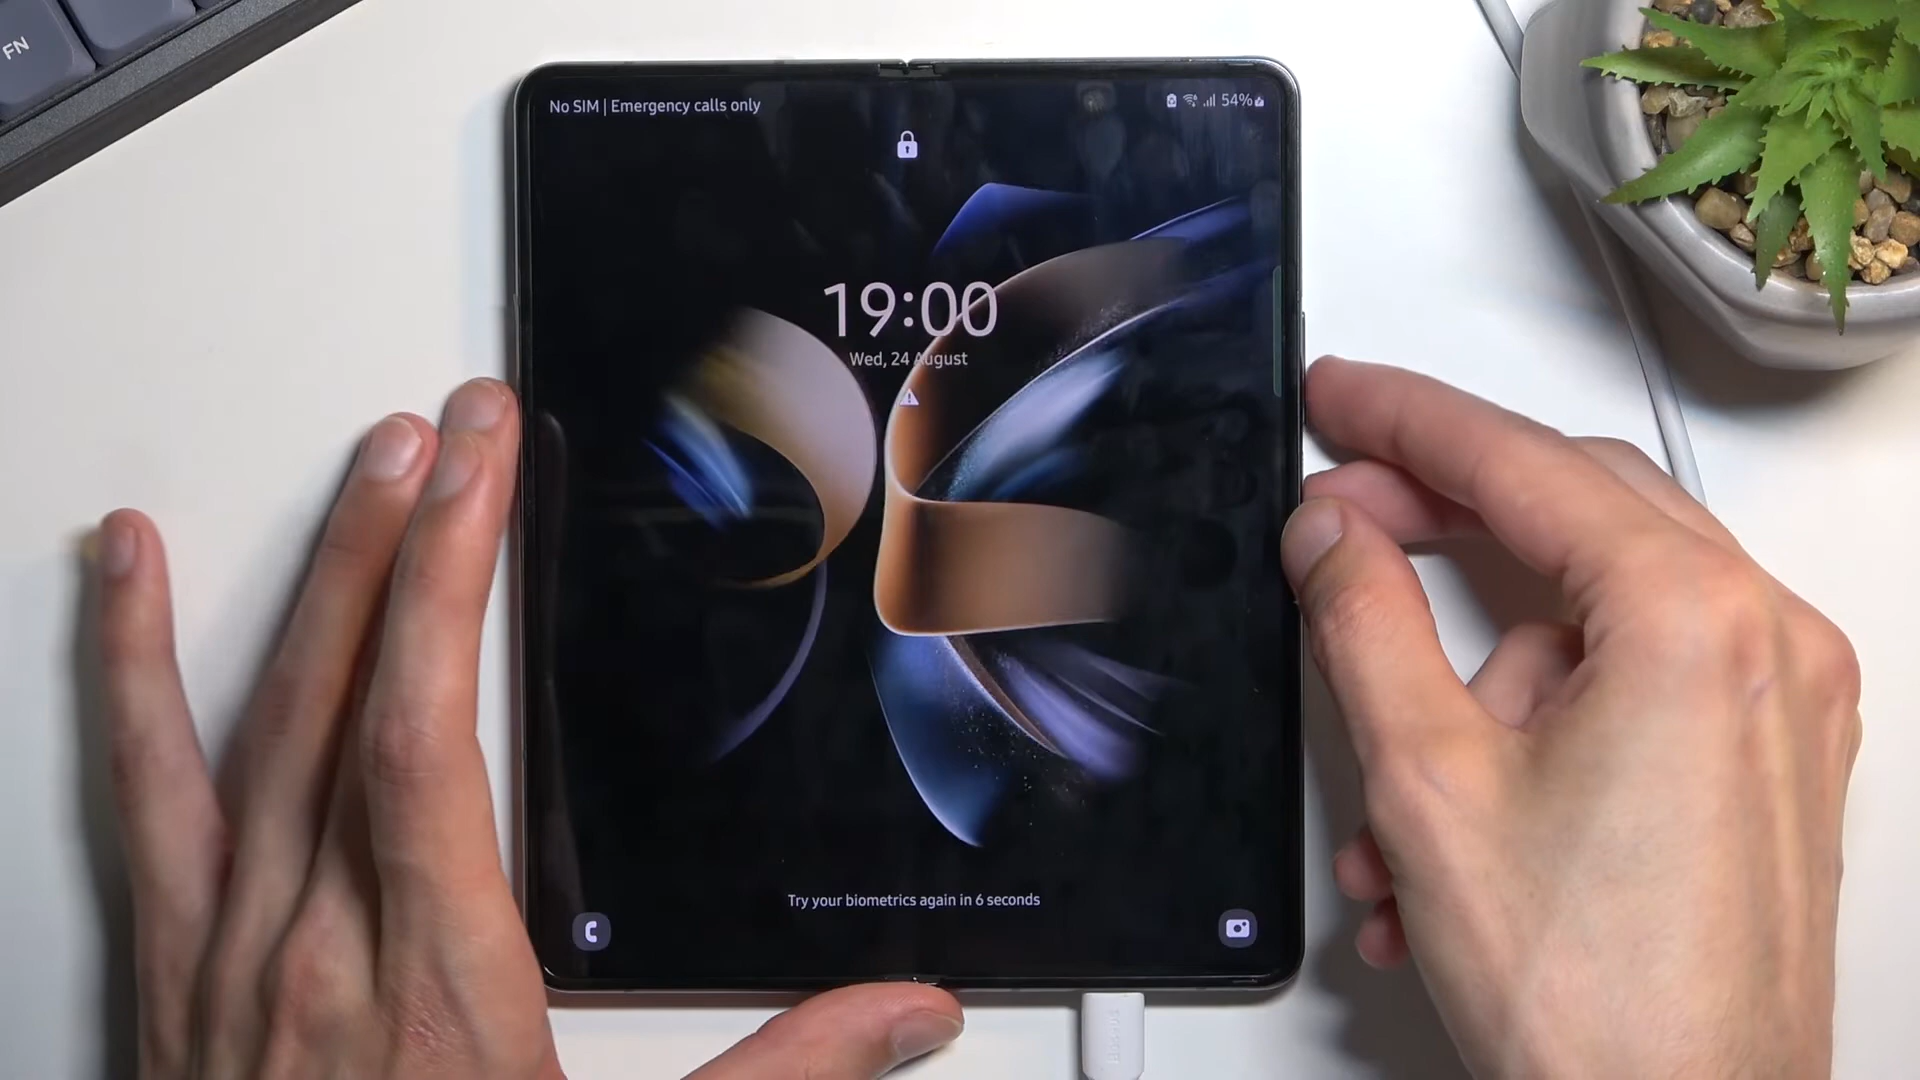 FN
No SIM | Emergency calls only
54%
19:00
Wed, 24 August
Try your biometrics again in 6 seconds